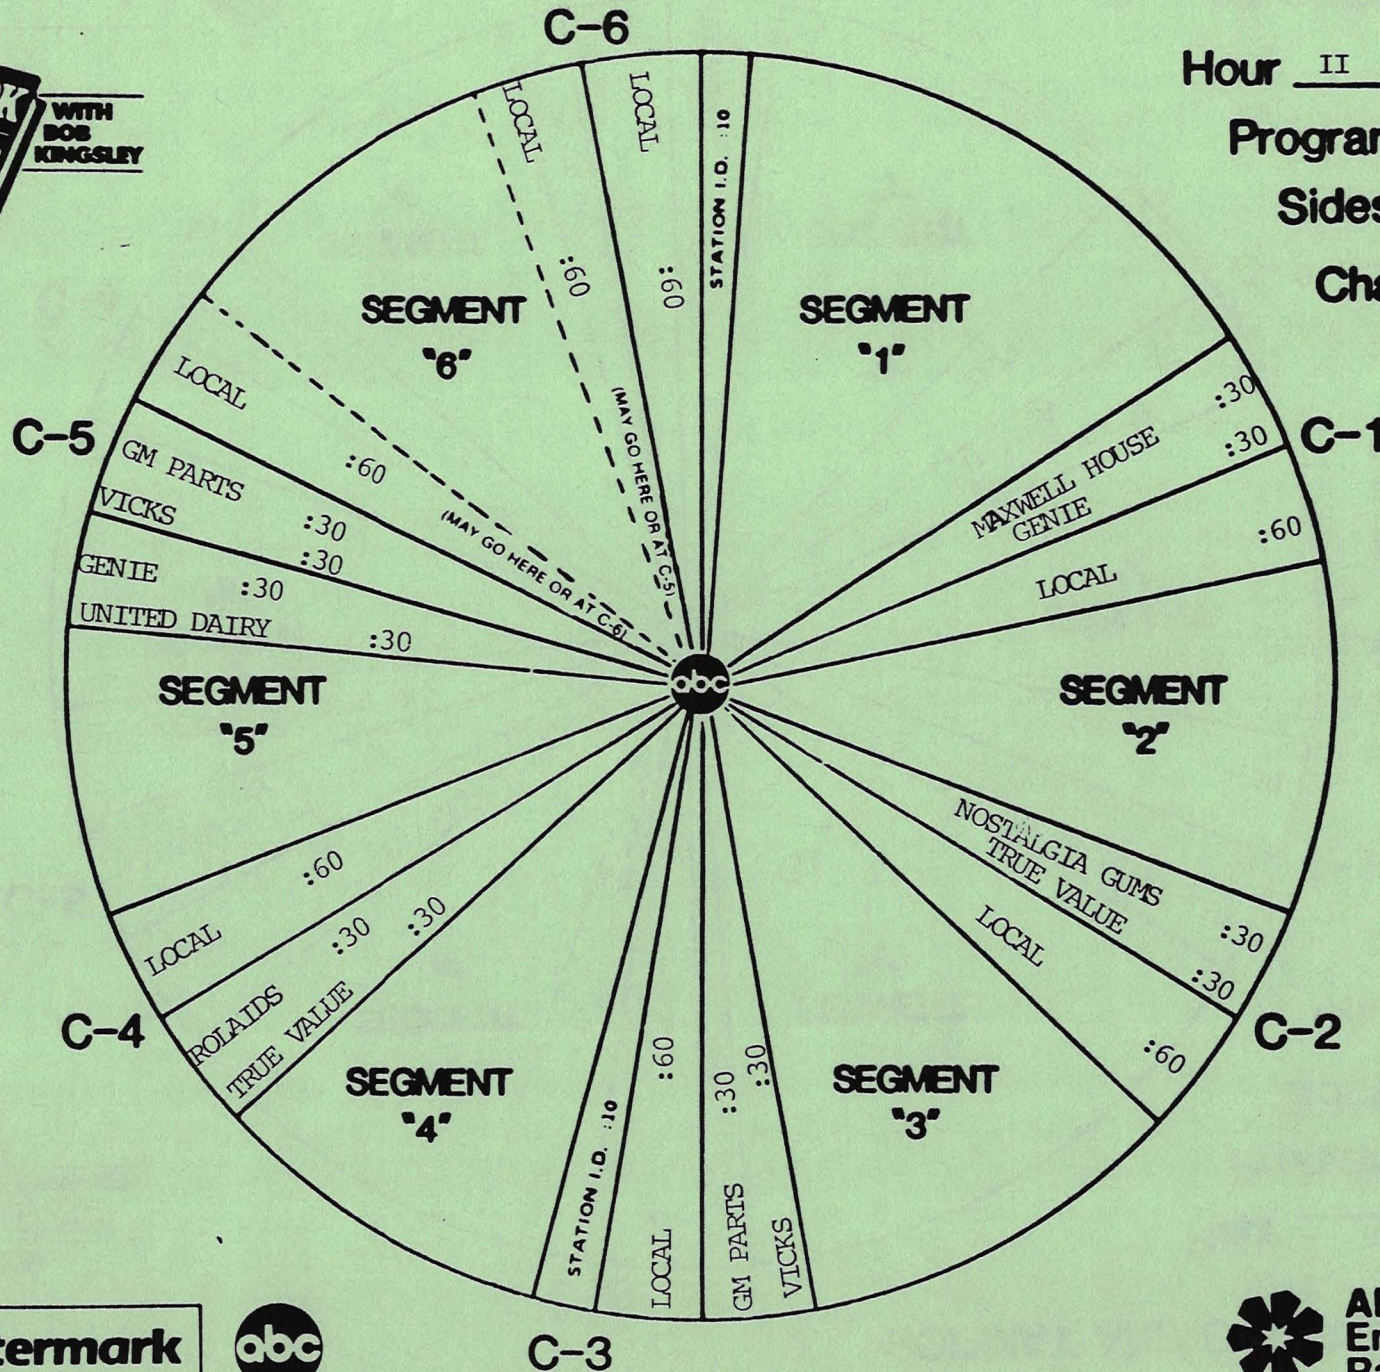 C-6
Hour II
WITH
BOB
KINGSLEY
LOCAL :60
(MAY GO HERE OR AT C-5)
LOCAL :60
STATION I.D. :10
SEGMENT
"1"
MAXWELL HOUSE :30
GENIE :30
C-1
LOCAL :60
SEGMENT
"2"
NOSTALGIA GUMS :30
TRUE VALUE :30
C-2
LOCAL :60
SEGMENT
"3"
VICKS :30
GM PARTS :30
C-3
LOCAL :60
STATION I.D. :10
SEGMENT
"4"
TRUE VALUE :30
ROLAIDS :30
C-4
LOCAL :60
SEGMENT
"5"
UNITED DAIRY :30
GENIE :30
VICKS :30
GM PARTS :30
C-5
LOCAL :60
(MAY GO HERE OR AT C-6)
SEGMENT
"6"
abc
abc